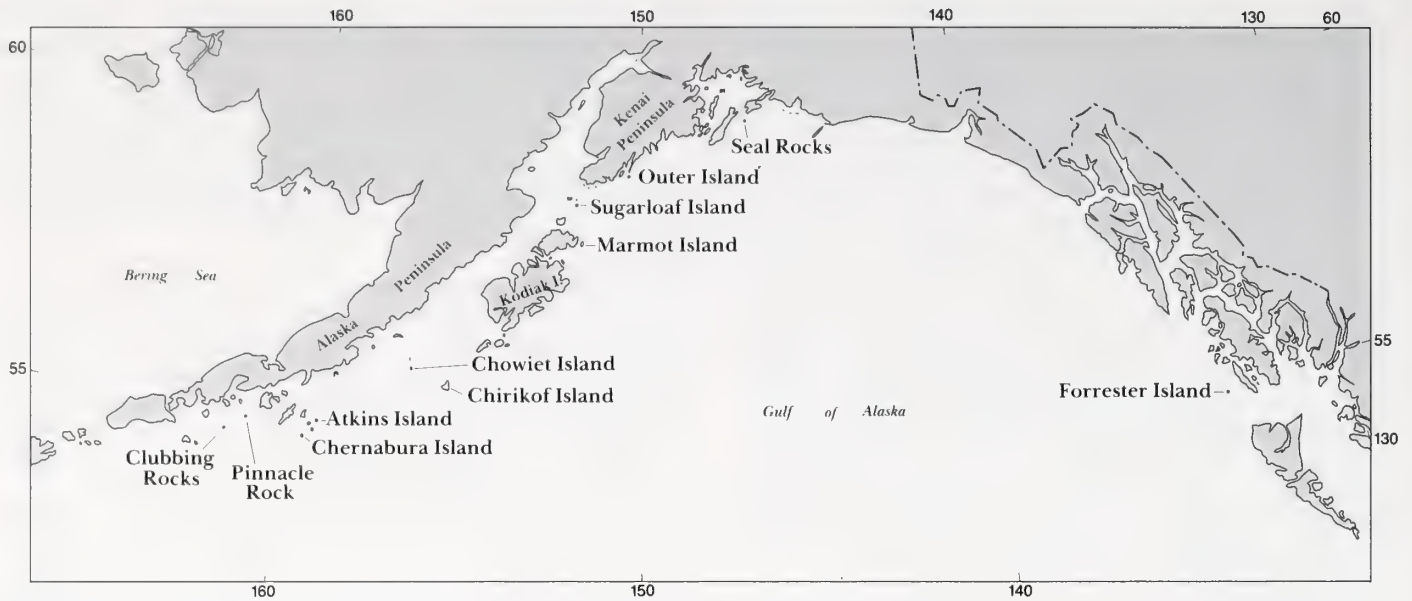 160 150 140 130 60
60
Kenai
Peninsula
Seal Rocks
Outer Island
Sugarloaf Island
Marmot Island
Bering Sea
Peninsula
Kodiak I.
Alaska
55
55
Chowiet Island
Chirikof Island
Forrester Island
Gulf of Alaska
Atkins Island
Chernabura Island
130
Clubbing
Rocks
Pinnacle
Rock
160 150 140